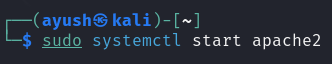 ┌──(ayush㉿kali)-[~]
└─$ sudo systemctl start apache2